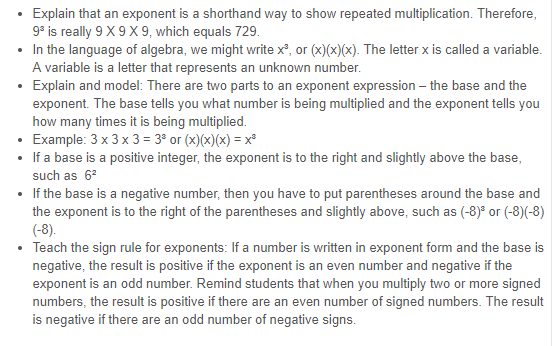 • Explain that an exponent is a shorthand way to show repeated multiplication. Therefore,
9³ is really 9 X 9 X 9, which equals 729.
• In the language of algebra, we might write x³, or (x)(x)(x). The letter x is called a variable.
A variable is a letter that represents an unknown number.
• Explain and model: There are two parts to an exponent expression – the base and the
exponent. The base tells you what number is being multiplied and the exponent tells you
how many times it is being multiplied.
• Example: 3 x 3 x 3 = 3³ or (x)(x)(x) = x³
• If a base is a positive integer, the exponent is to the right and slightly above the base,
such as 6²
• If the base is a negative number, then you have to put parentheses around the base and
the exponent is to the right of the parentheses and slightly above, such as (-8)³ or (-8)(-8)
(-8).
• Teach the sign rule for exponents: If a number is written in exponent form and the base is
negative, the result is positive if the exponent is an even number and negative if the
exponent is an odd number. Remind students that when you multiply two or more signed
numbers, the result is positive if there are an even number of signed numbers. The result
is negative if there are an odd number of negative signs.